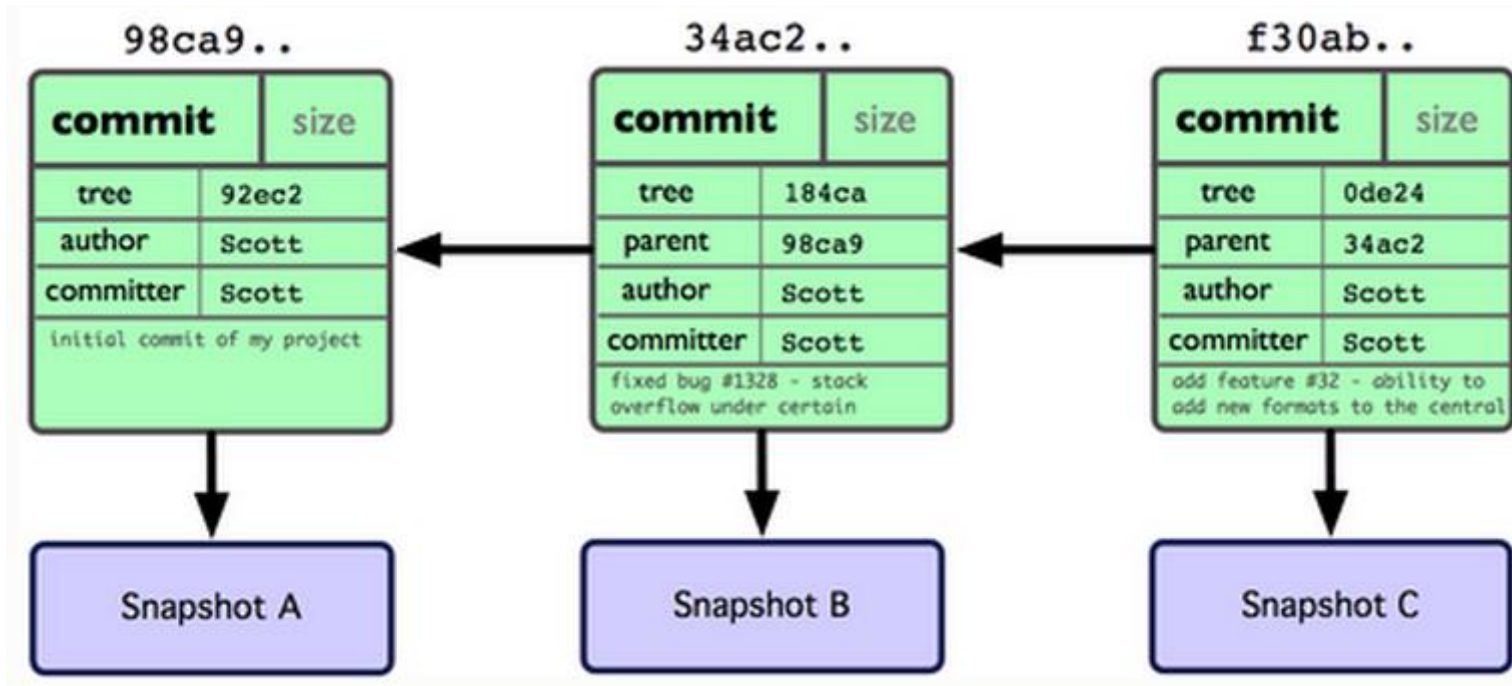 98ca9..
commit size
tree 92ec2
author Scott
committer Scott
initial commit of my project
Snapshot A
34ac2..
commit size
tree 184ca
parent 98ca9
author Scott
committer Scott
fixed bug #1328 - stack
overflow under certain
Snapshot B
f30ab..
commit size
tree 0de24
parent 34ac2
author Scott
committer Scott
add feature #32 - ability to
add new formats to the central
Snapshot C